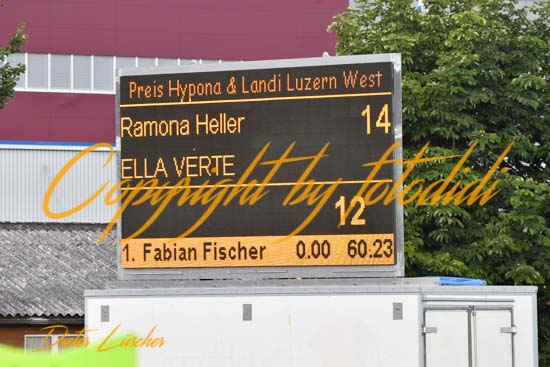 Preis Hypona & Landi Luzern West
Ramona Heller 14
ELLA VERTE
12
1. Fabian Fischer 0.00 60.23
Copyright by fotodidi
Dieter Lüscher